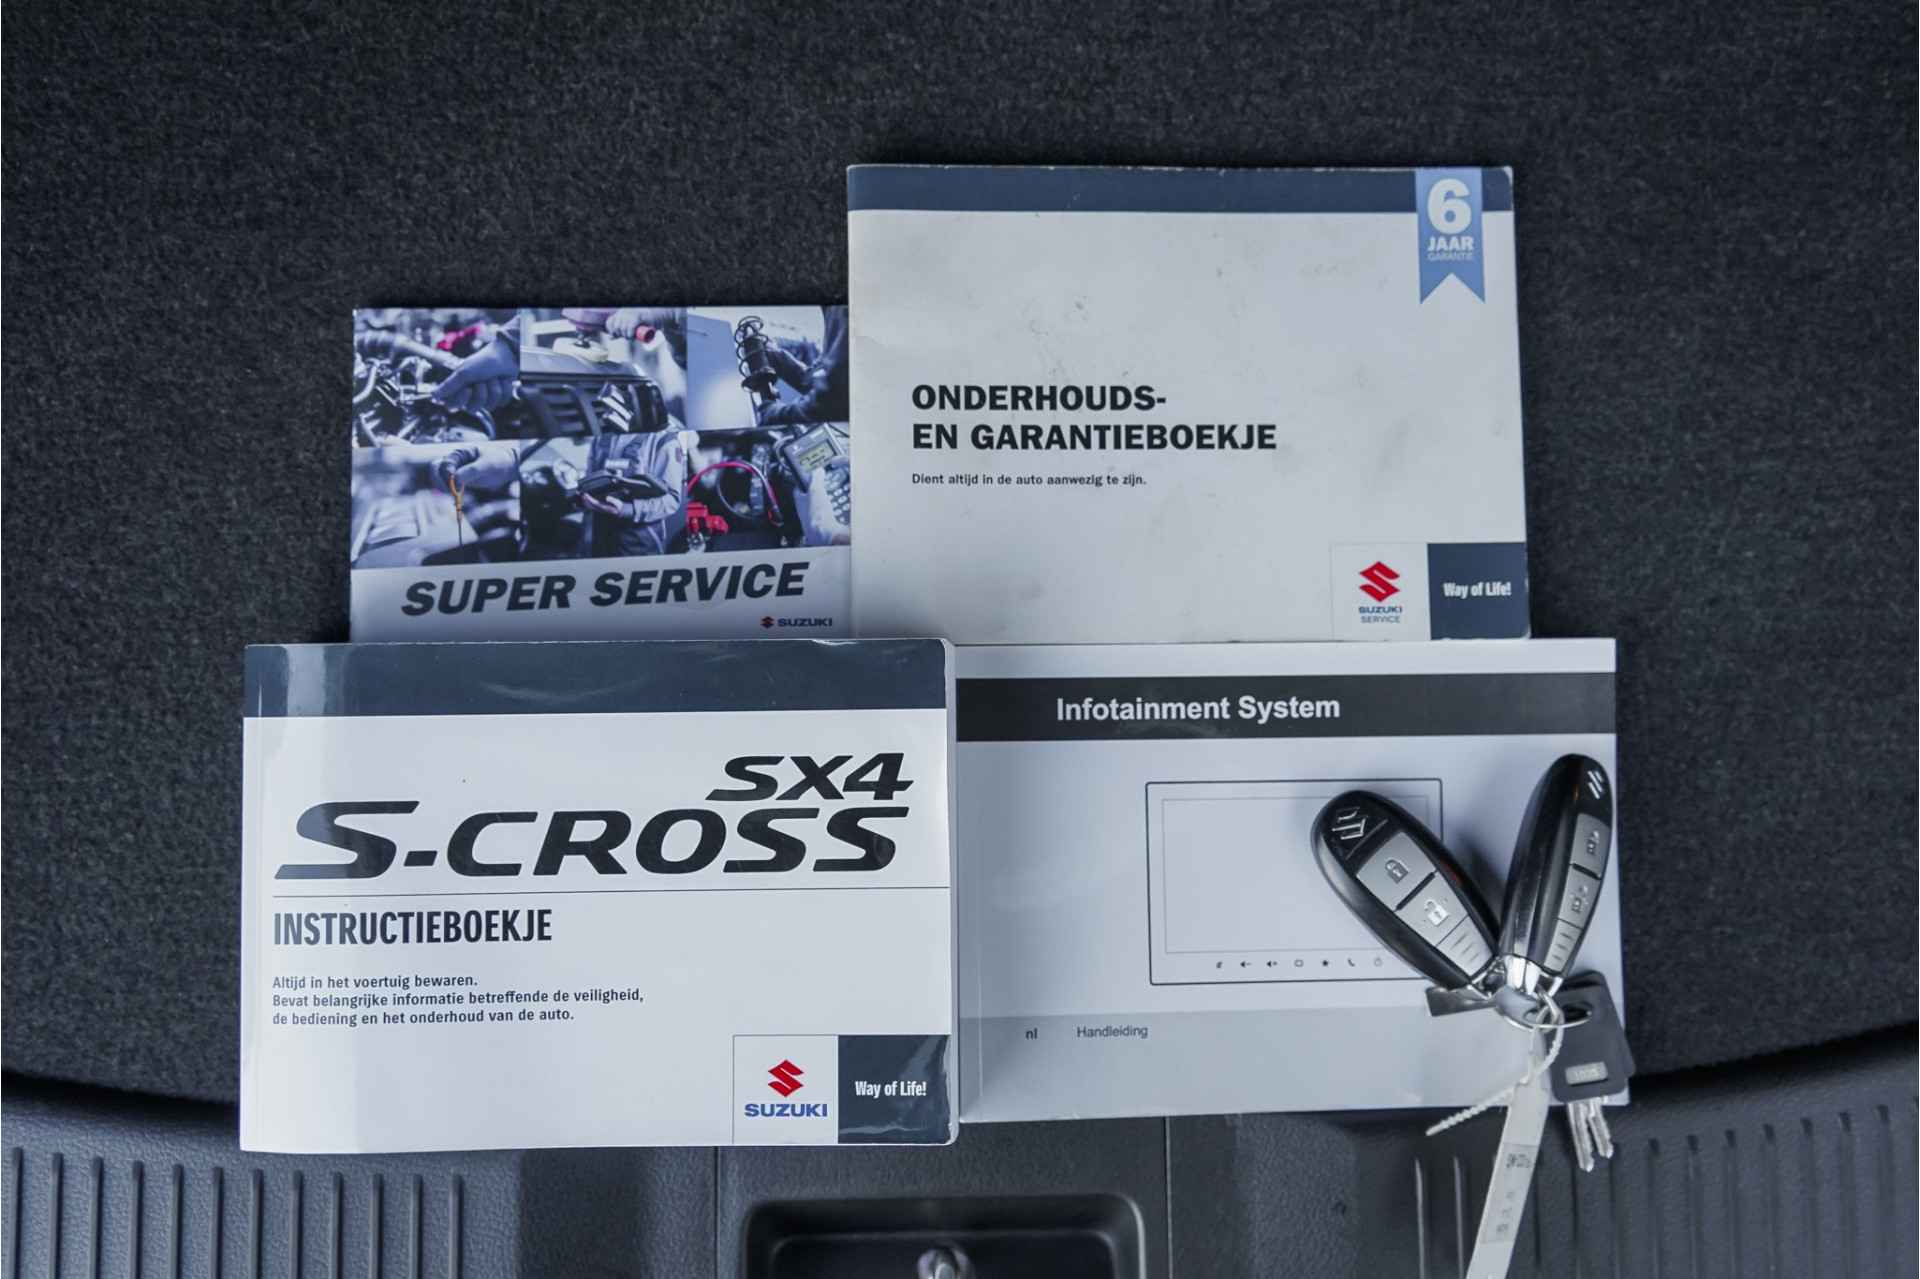 6
JAAR
GARANTIE
ONDERHOUDS-
EN GARANTIEBOEKJE
Dient altijd in de auto aanwezig te zijn.
SUZUKI
SERVICE
Way of Life!
SUPER SERVICE
SUZUKI
SX4
S-CROSS
INSTRUCTIEBOEKJE
Altijd in het voertuig bewaren.
Bevat belangrijke informatie betreffende de veiligheid,
de bediening en het onderhoud van de auto.
SUZUKI
Way of Life!
Infotainment System
nl Handleiding